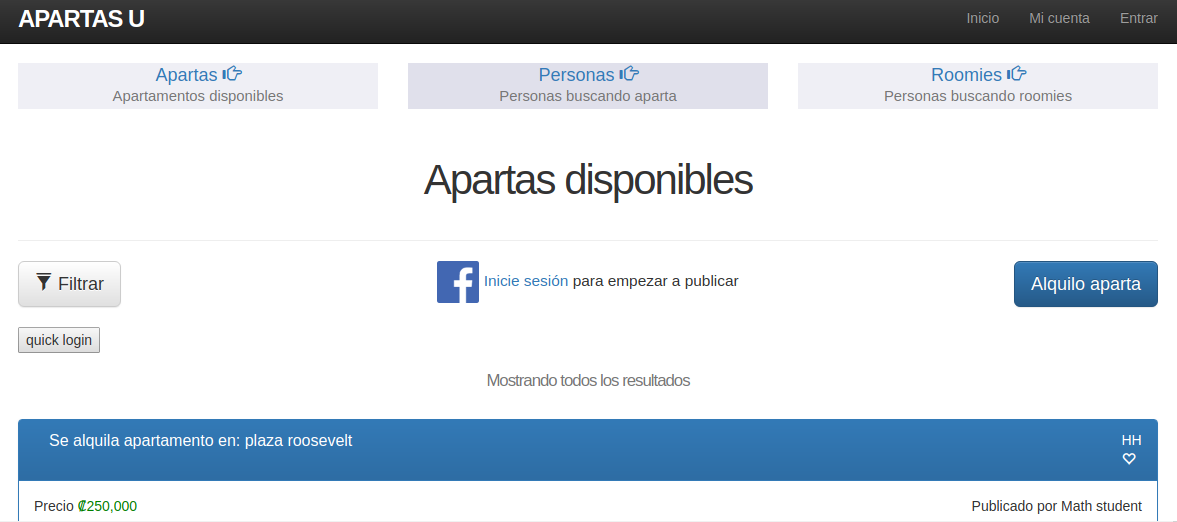 APARTAS U
Inicio Mi cuenta Entrar
Apartas
Apartamentos disponibles
Personas
Personas buscando aparta
Roomies
Personas buscando roomies
Apartas disponibles
Filtrar
Inicie sesión para empezar a publicar
Alquilo aparta
quick login
Mostrando todos los resultados
Se alquila apartamento en: plaza roosevelt
HH
Precio ₡250,000
Publicado por Math student